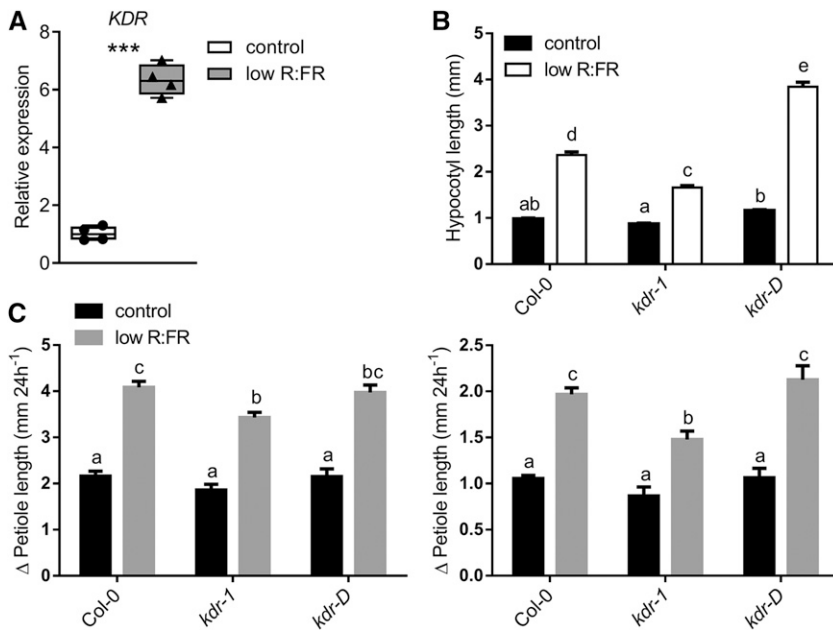 A
KDR
***
control
low R:FR
Relative expression
8
6
4
2
0
B
control
low R:FR
Hypocotyl length (mm)
5
4
3
2
1
0
ab
d
a
c
b
e
Col-0
kdr-1
kdr-D
C
control
low R:FR
Δ Petiole length (mm 24h⁻¹)
5
4
3
2
1
0
a
c
a
b
a
bc
Col-0
kdr-1
kdr-D
Δ Petiole length (mm 24h⁻¹)
2.5
2.0
1.5
1.0
0.5
0.0
a
c
a
b
a
c
Col-0
kdr-1
kdr-D